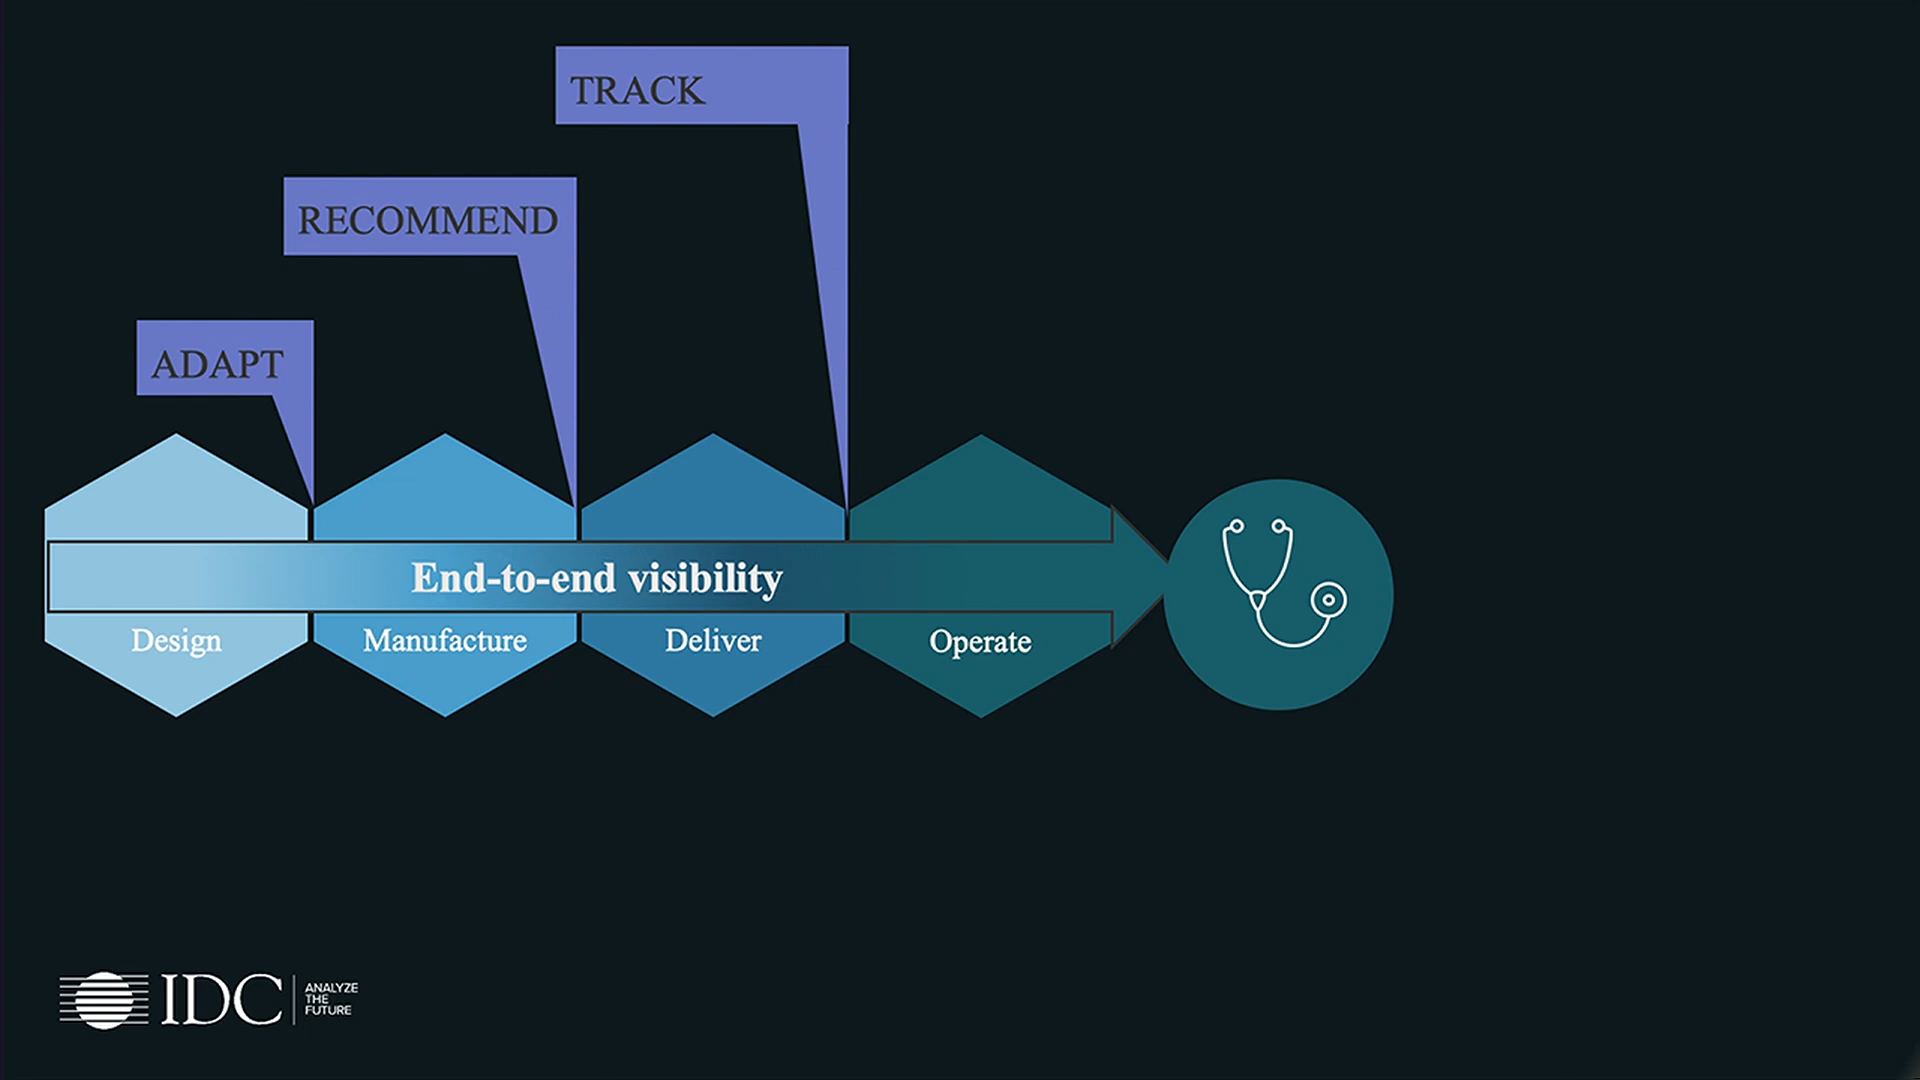 TRACK
RECOMMEND
ADAPT
End-to-end visibility
Design
Manufacture
Deliver
Operate
IDC
ANALYZE
THE
FUTURE